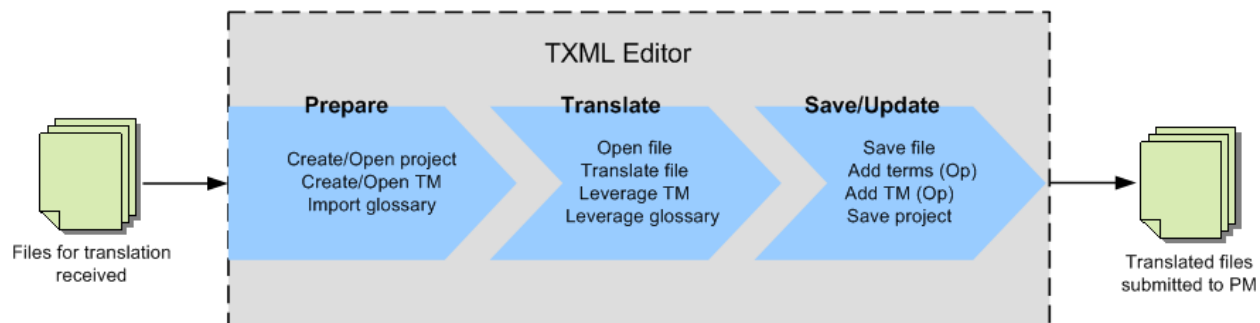 TXML Editor
Prepare
Create/Open project
Create/Open TM
Import glossary
Translate
Open file
Translate file
Leverage TM
Leverage glossary
Save/Update
Save file
Add terms (Op)
Add TM (Op)
Save project
Files for translation
received
Translated files
submitted to PM